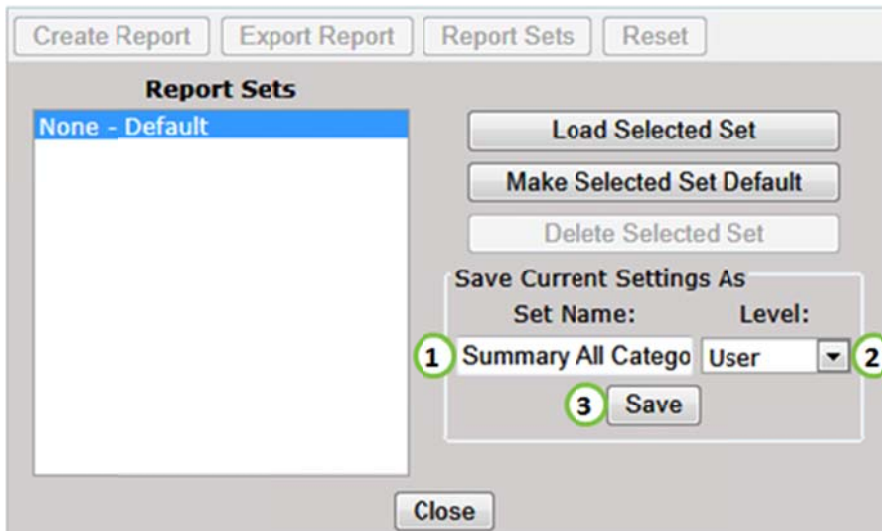 Create Report Export Report Report Sets Reset
Report Sets
None - Default
Load Selected Set
Make Selected Set Default
Delete Selected Set
Save Current Settings As
Set Name: Level:
1 Summary All Catego User 2
3 Save
Close